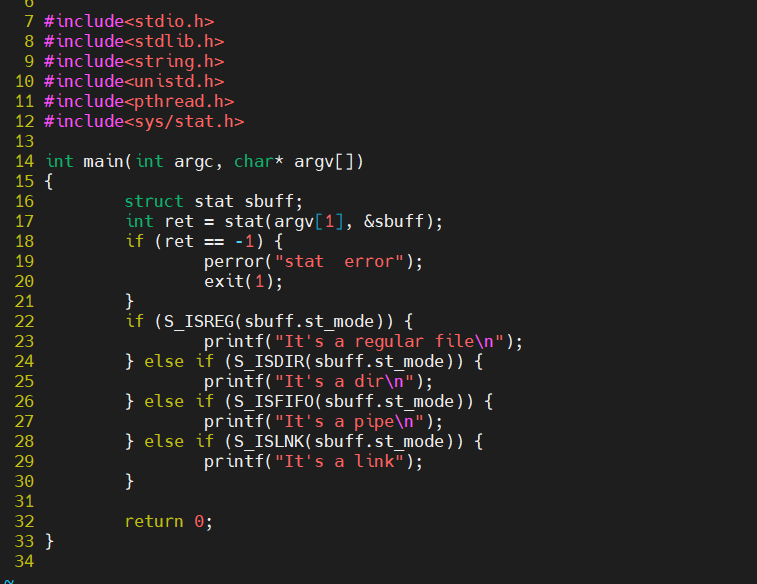 6
7 #include<stdio.h>
8 #include<stdlib.h>
9 #include<string.h>
10 #include<unistd.h>
11 #include<pthread.h>
12 #include<sys/stat.h>
13
14 int main(int argc, char* argv[])
15 {
16         struct stat sbuff;
17         int ret = stat(argv[1], &sbuff);
18         if (ret == -1) {
19                 perror("stat  error");
20                 exit(1);
21         }
22         if (S_ISREG(sbuff.st_mode)) {
23                 printf("It's a regular file\n");
24         } else if (S_ISDIR(sbuff.st_mode)) {
25                 printf("It's a dir\n");
26         } else if (S_ISFIFO(sbuff.st_mode)) {
27                 printf("It's a pipe\n");
28         } else if (S_ISLNK(sbuff.st_mode)) {
29                 printf("It's a link");
30         }
31
32         return 0;
33 }
34
~